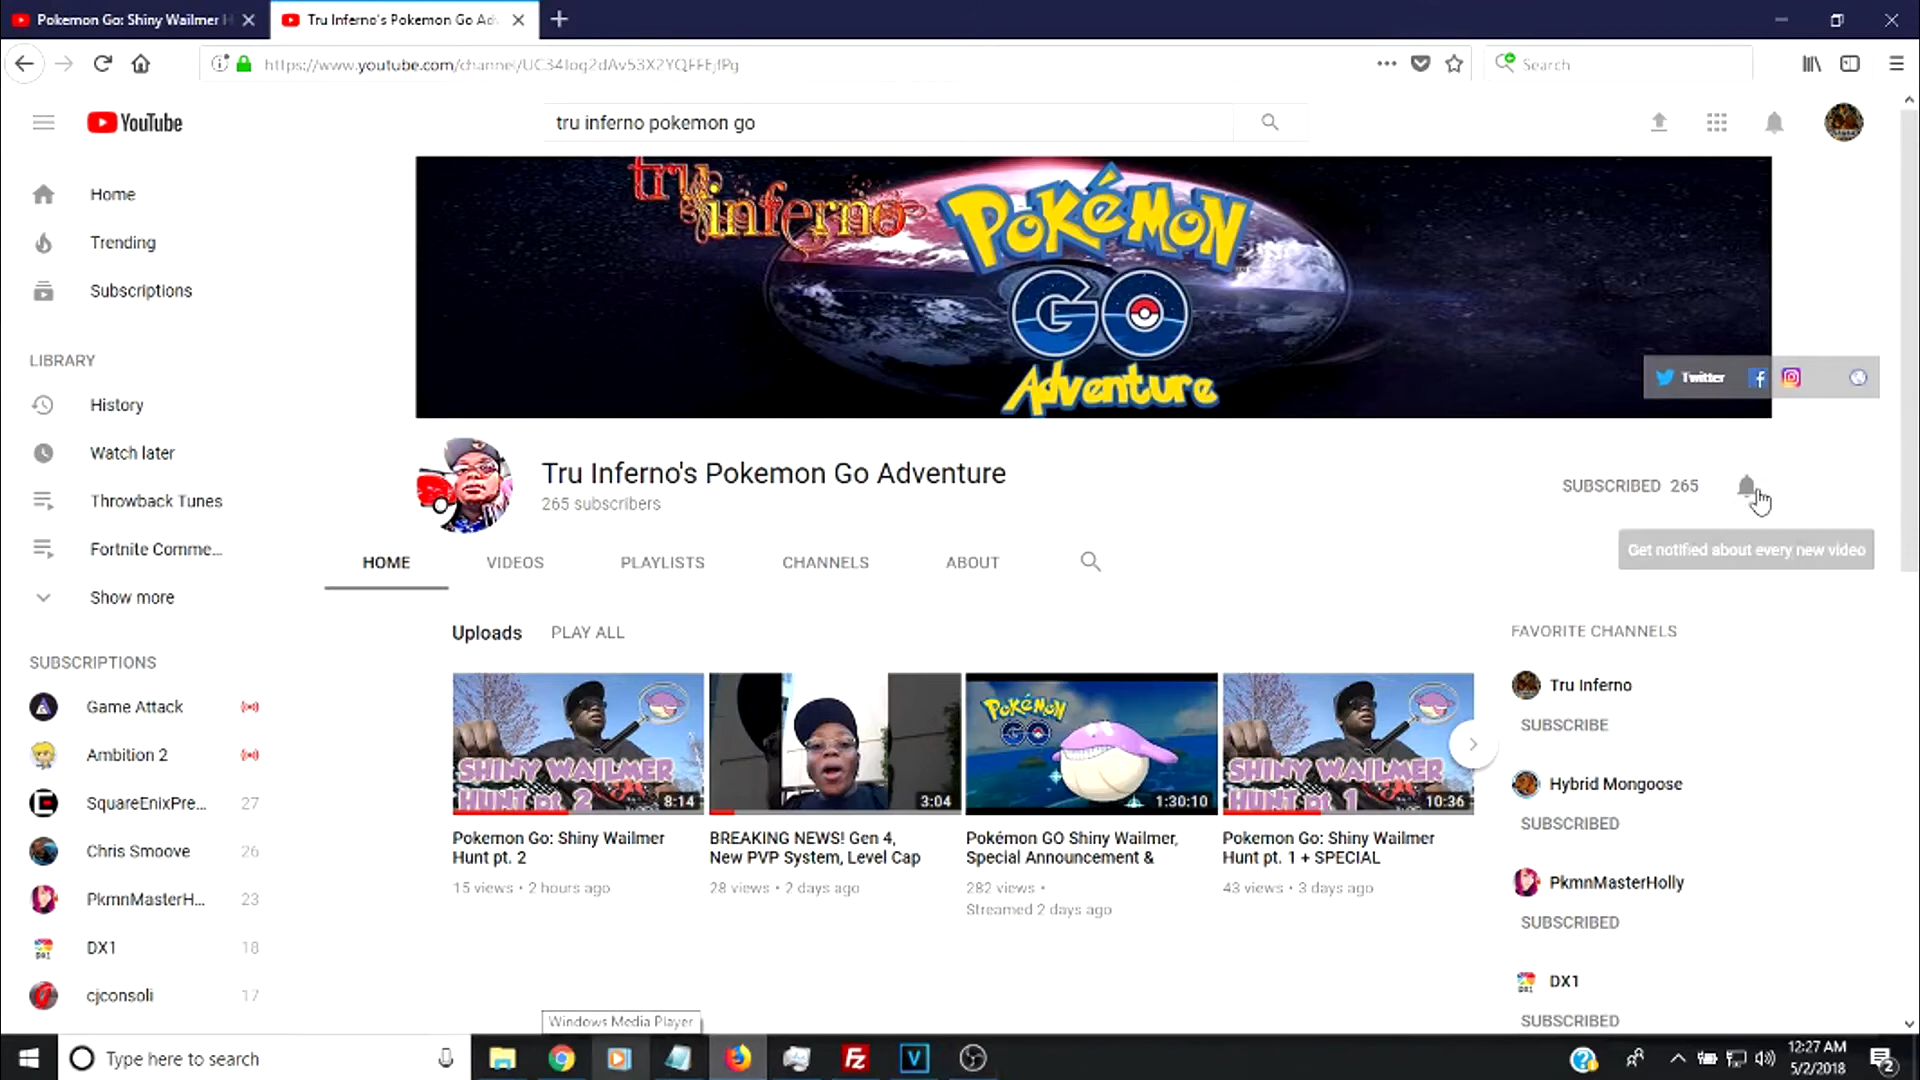 Pokemon Go: Shiny Wailmer H
Tru Inferno's Pokemon Go Ad
Search
YouTube
tru inferno pokemon go
Home
Trending
Subscriptions
LIBRARY
History
Watch later
Throwback Tunes
Fortnite Comme...
Show more
SUBSCRIPTIONS
Game Attack
Ambition 2
SquareEnixPre... 27
Chris Smoove 26
PkmnMasterH... 23
DX1 18
cjconsoli 17
tru inferno
POKéMON
GO
Adventure
Twitter
Tru Inferno's Pokemon Go Adventure
265 subscribers
SUBSCRIBED 265
Get notified about every new video
HOME VIDEOS PLAYLISTS CHANNELS ABOUT
Uploads PLAY ALL
SHINY WAILMER
HUNT pt 2
8:14
Pokemon Go: Shiny Wailmer
Hunt pt. 2
15 views • 2 hours ago
3:04
BREAKING NEWS! Gen 4,
New PVP System, Level Cap
28 views • 2 days ago
POKéMON
GO
1:30:10
Pokémon GO Shiny Wailmer,
Special Announcement &
282 views •
Streamed 2 days ago
SHINY WAILMER
HUNT pt 1
10:36
Pokemon Go: Shiny Wailmer
Hunt pt. 1 + SPECIAL
43 views • 3 days ago
FAVORITE CHANNELS
Tru Inferno
SUBSCRIBE
Hybrid Mongoose
SUBSCRIBED
PkmnMasterHolly
SUBSCRIBED
DX1
SUBSCRIBED
Windows Media Player
Type here to search
12:27 AM
5/2/2018
2